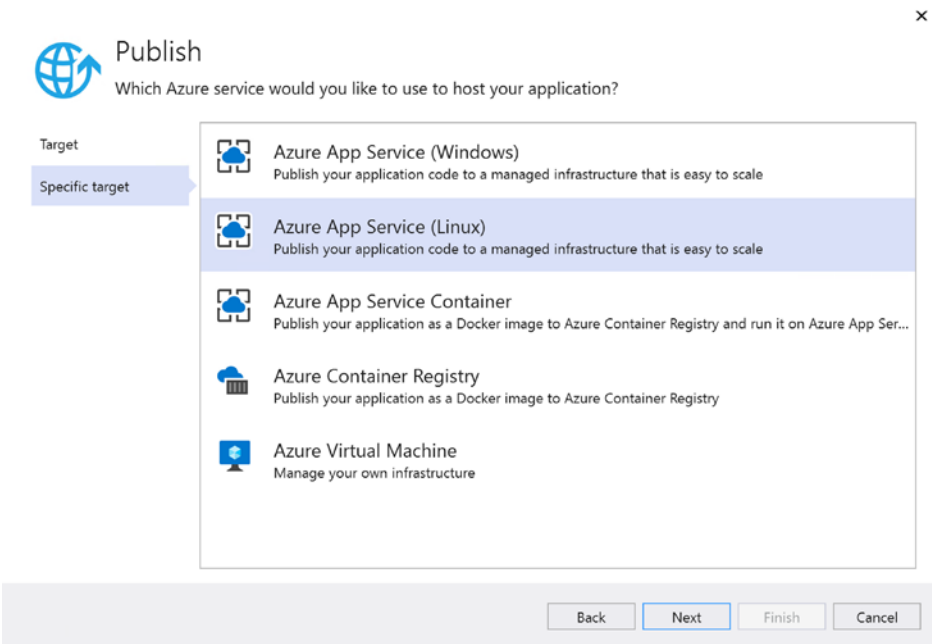 Publish
Which Azure service would you like to use to host your application?
Target
Specific target
Azure App Service (Windows)
Publish your application code to a managed infrastructure that is easy to scale
Azure App Service (Linux)
Publish your application code to a managed infrastructure that is easy to scale
Azure App Service Container
Publish your application as a Docker image to Azure Container Registry and run it on Azure App Ser...
Azure Container Registry
Publish your application as a Docker image to Azure Container Registry
Azure Virtual Machine
Manage your own infrastructure
Back
Next
Finish
Cancel